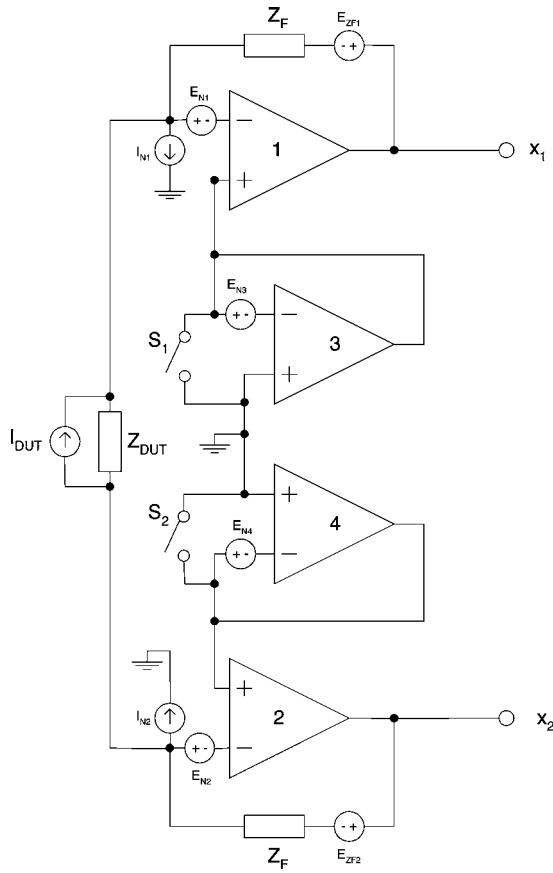 Z_F E_ZF1
E_N1
+ - −
I_N1
1
x_1
+
E_N3
+ - −
S_1
3
+
I_DUT
Z_DUT
+
S_2
4
E_N4
+ - −
+
I_N2
2
x_2
+ - −
E_N2
- +
Z_F E_ZF2